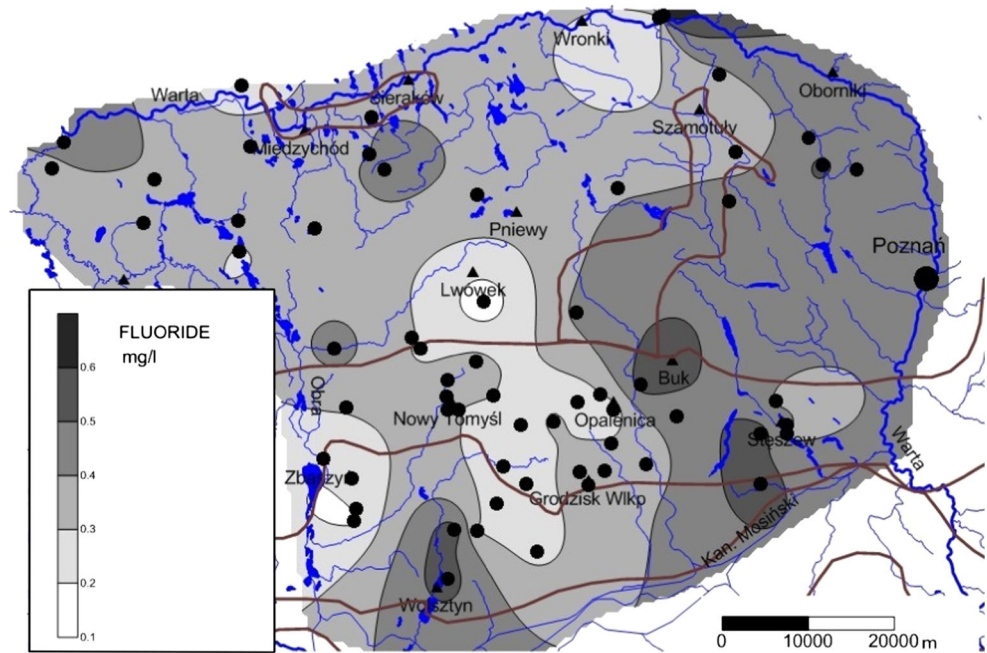 Wronki
Warta
Sieraków
Oborniki
Szamotuły
Międzychód
Pniewy
Poznań
Lwówek
FLUORIDE
mg/l
0.6
0.5
0.4
0.3
0.2
0.1
Obra
Buk
Nowy Tomyśl
Opalenica
Stęszew
Warta
Zbąszyń
Grodzisk Wlkp
Kan. Mosiński
Wolsztyn
0 10000 20000 m